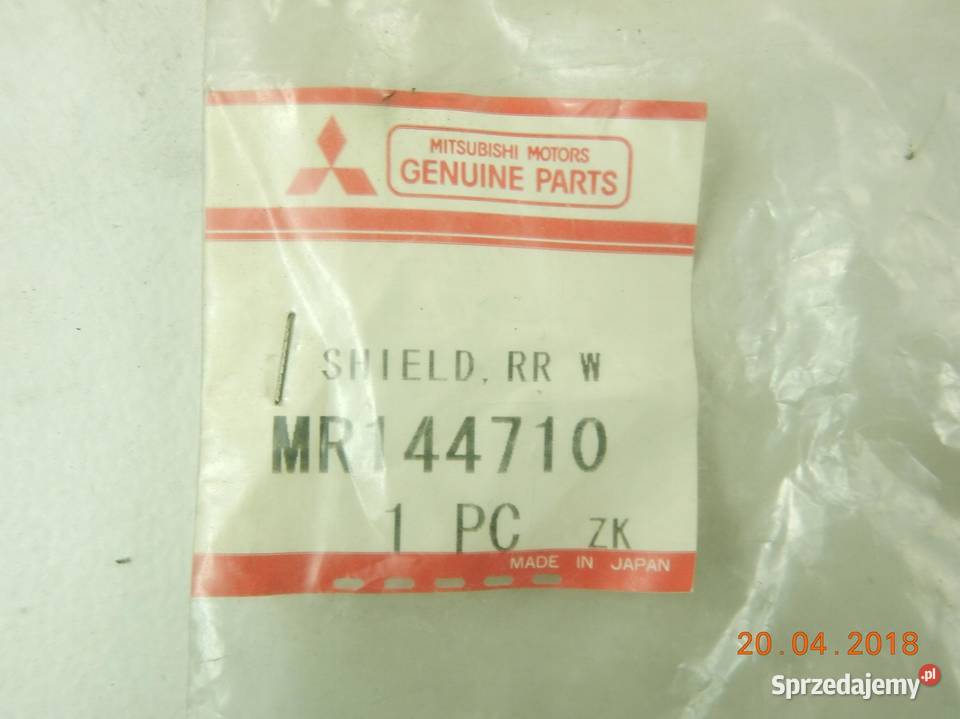 MITSUBISHI MOTORS
GENUINE PARTS
SHIELD, RR W
MR144710
1 PC ZK
MADE IN JAPAN
20.04.2018
Sprzedajemy.pl